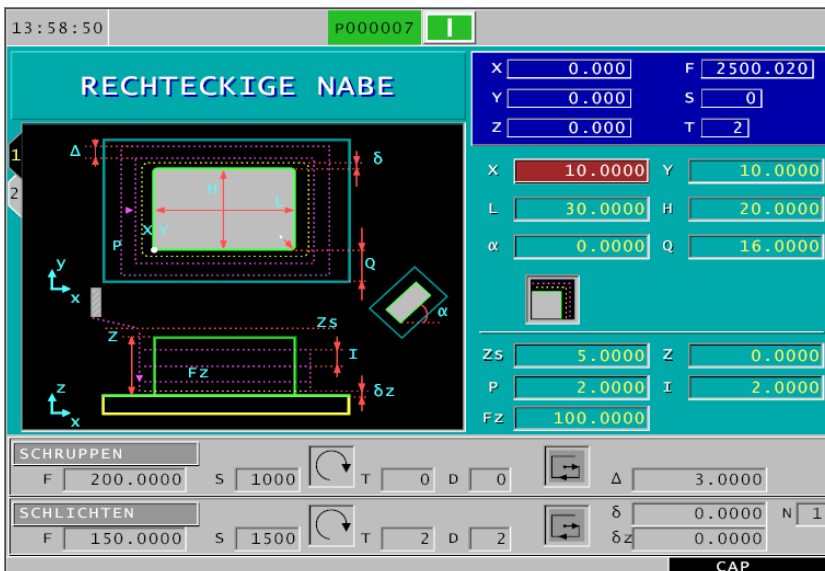 13:58:50 P000007
RECHTECKIGE NABE
X 0.000 F 2500.020
Y 0.000 S 0
Z 0.000 T 2
1
2
Δ δ
H
L
X Y
P
Q
y
x
α
Zs
Z
I
Fz
δz
z
x
X 10.0000 Y 10.0000
L 30.0000 H 20.0000
α 0.0000 Q 16.0000
Zs 5.0000 Z 0.0000
P 2.0000 I 2.0000
Fz 100.0000
SCHRUPPEN
F 200.0000 S 1000 T 0 D 0 Δ 3.0000
SCHLICHTEN
δ 0.0000 N 1
F 150.0000 S 1500 T 2 D 2 δz 0.0000
CAP